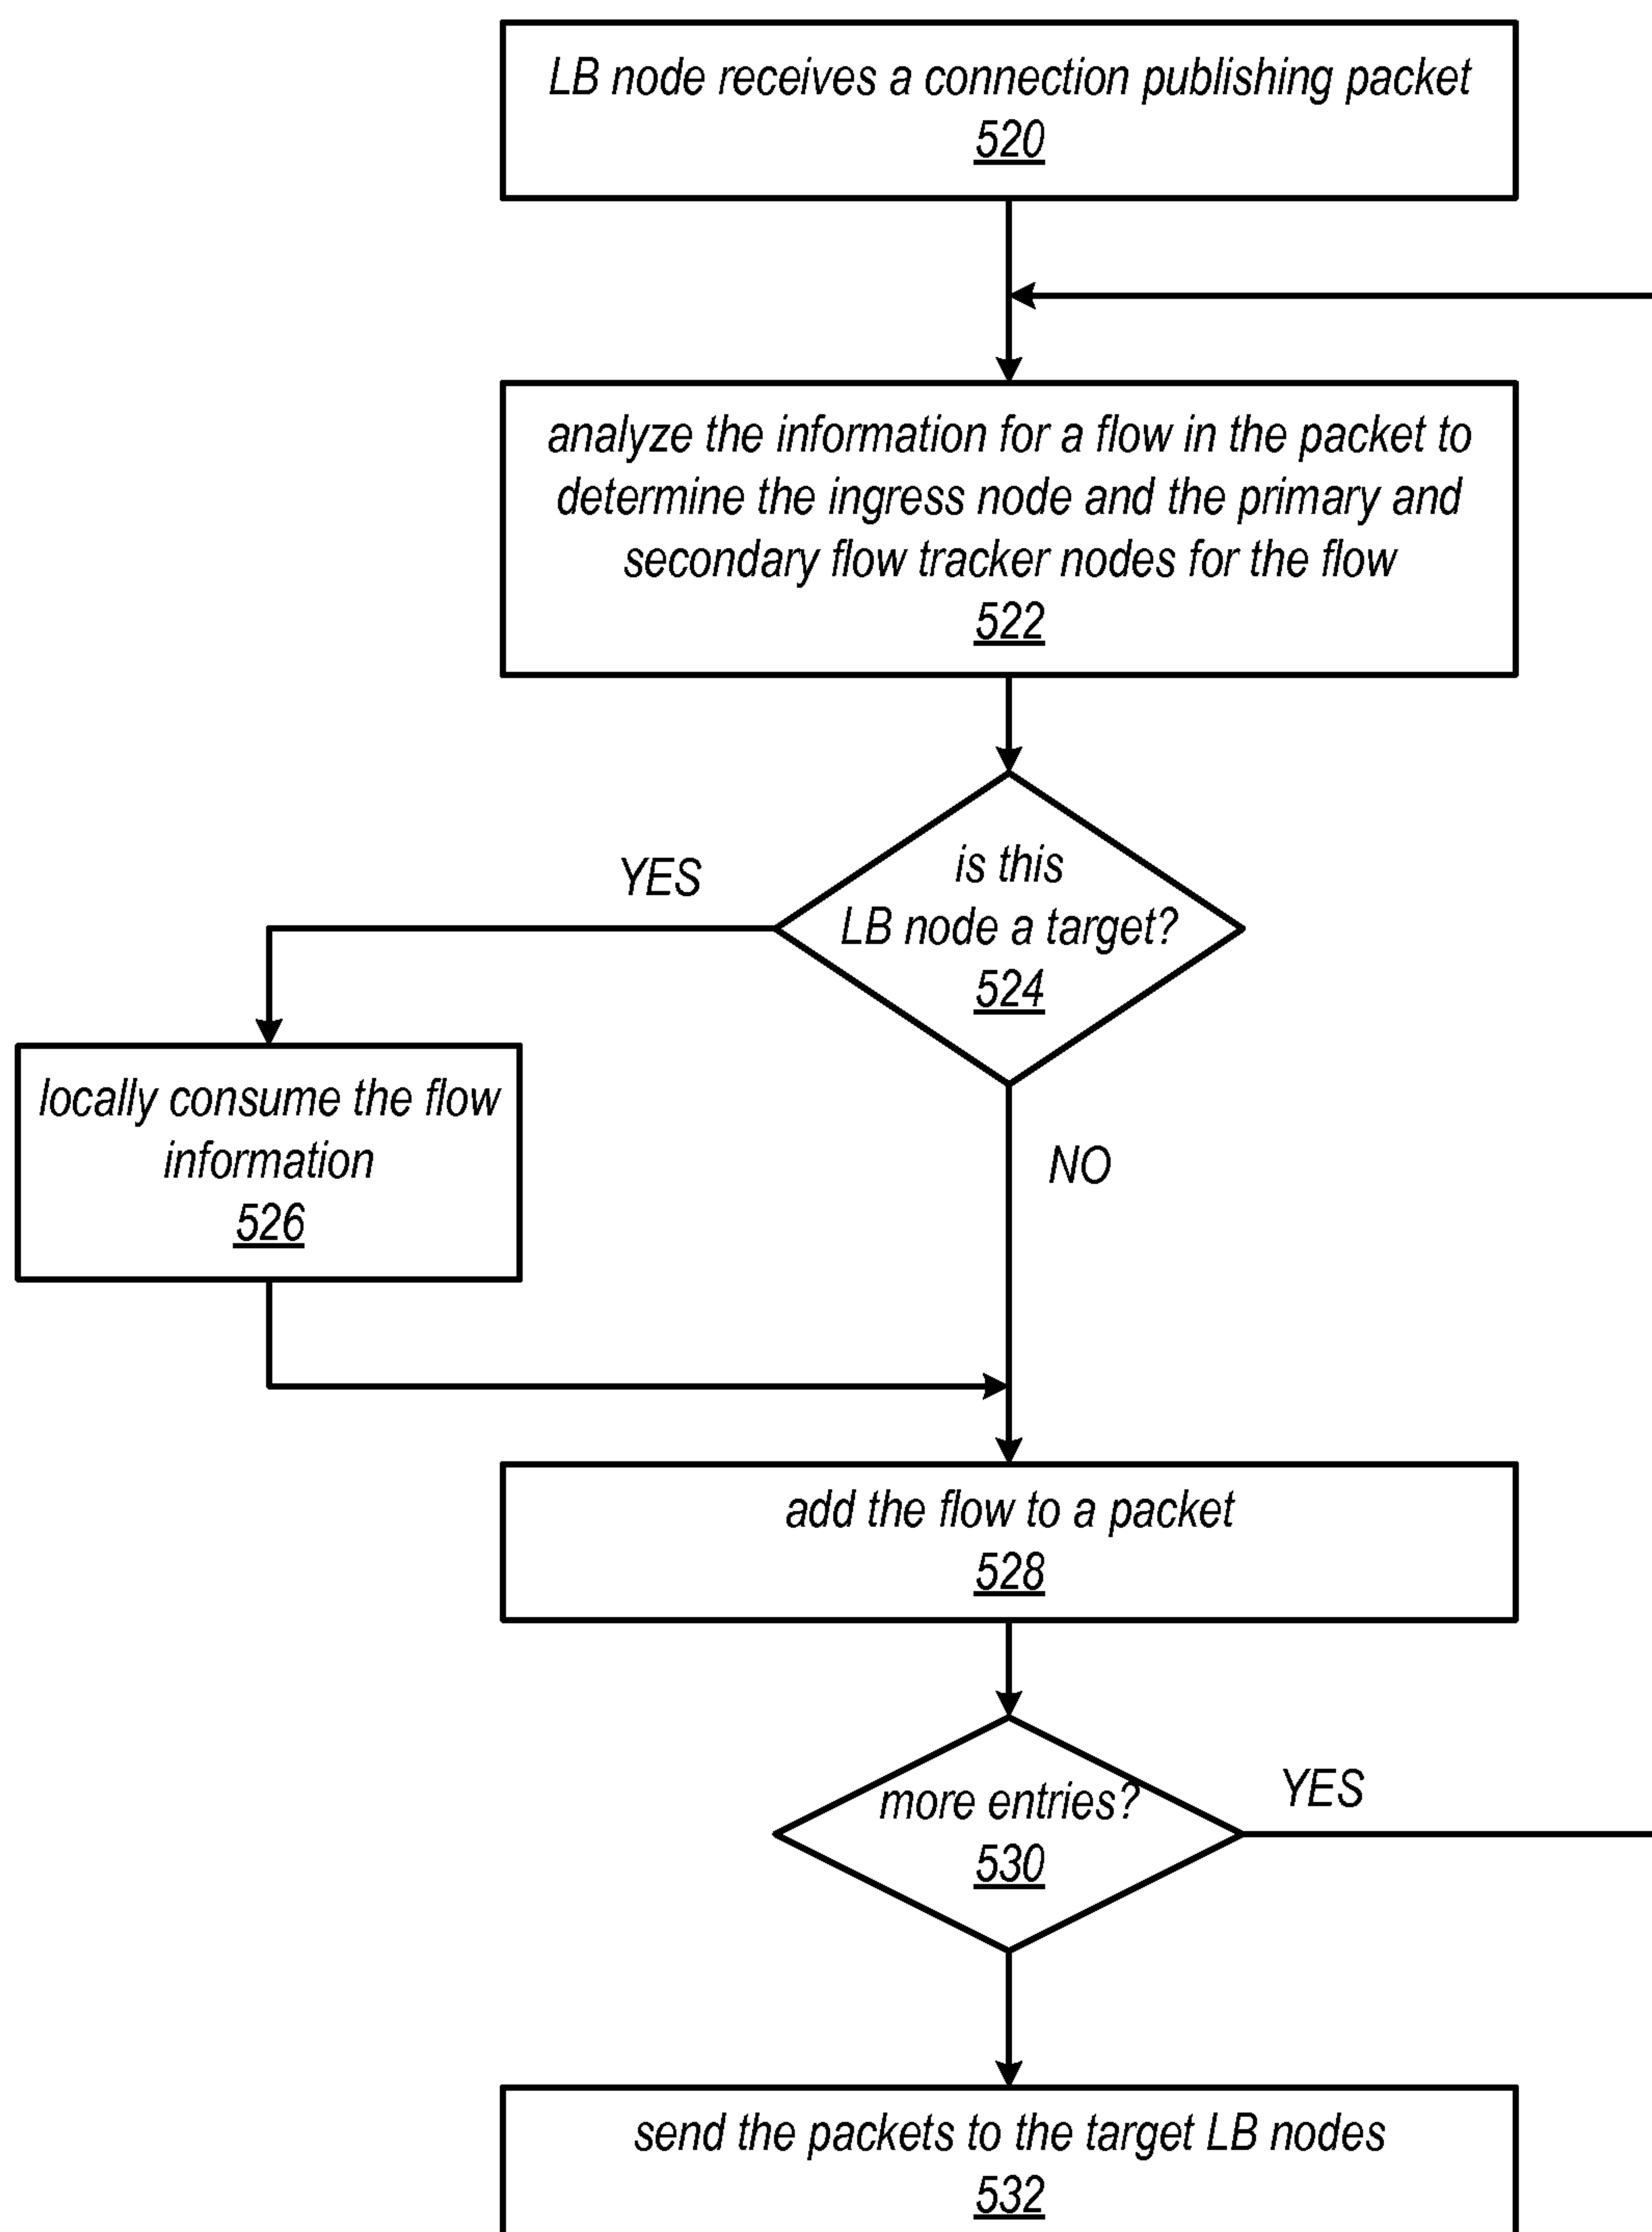 LB node receives a connection publishing packet
520
analyze the information for a flow in the packet to
determine the ingress node and the primary and
secondary flow tracker nodes for the flow
522
is this
LB node a target?
524
YES
locally consume the flow
information
526
NO
add the flow to a packet
528
more entries?
530
YES
send the packets to the target LB nodes
532